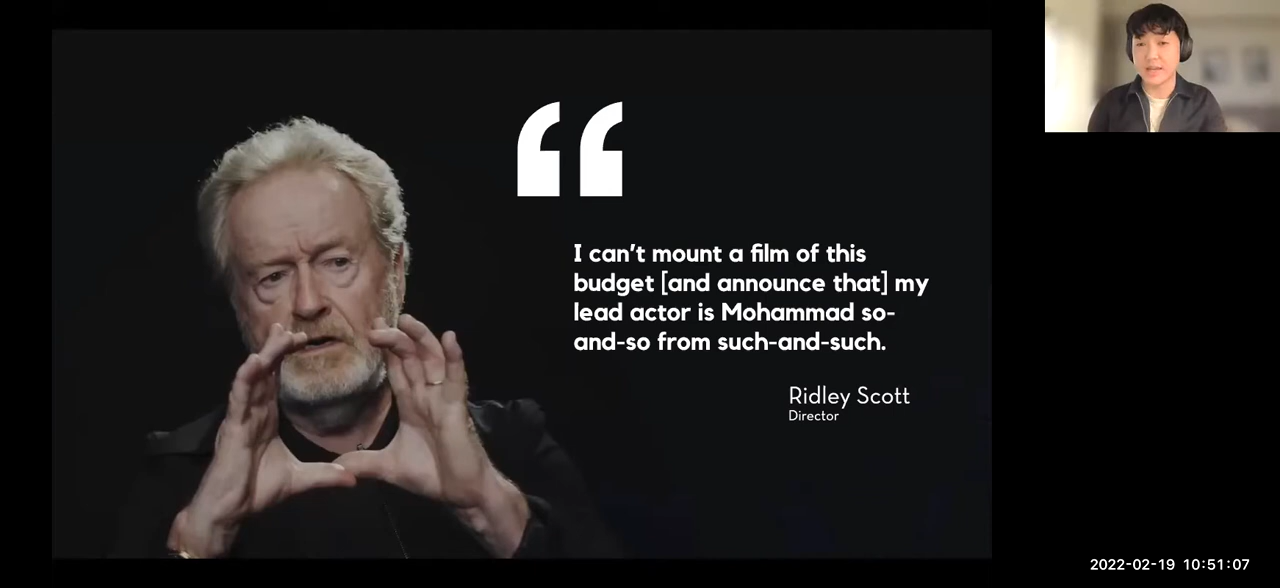 “
I can't mount a film of this
budget [and announce that] my
lead actor is Mohammad so-
and-so from such-and-such.
Ridley Scott
Director
2022-02-19 10:51:07